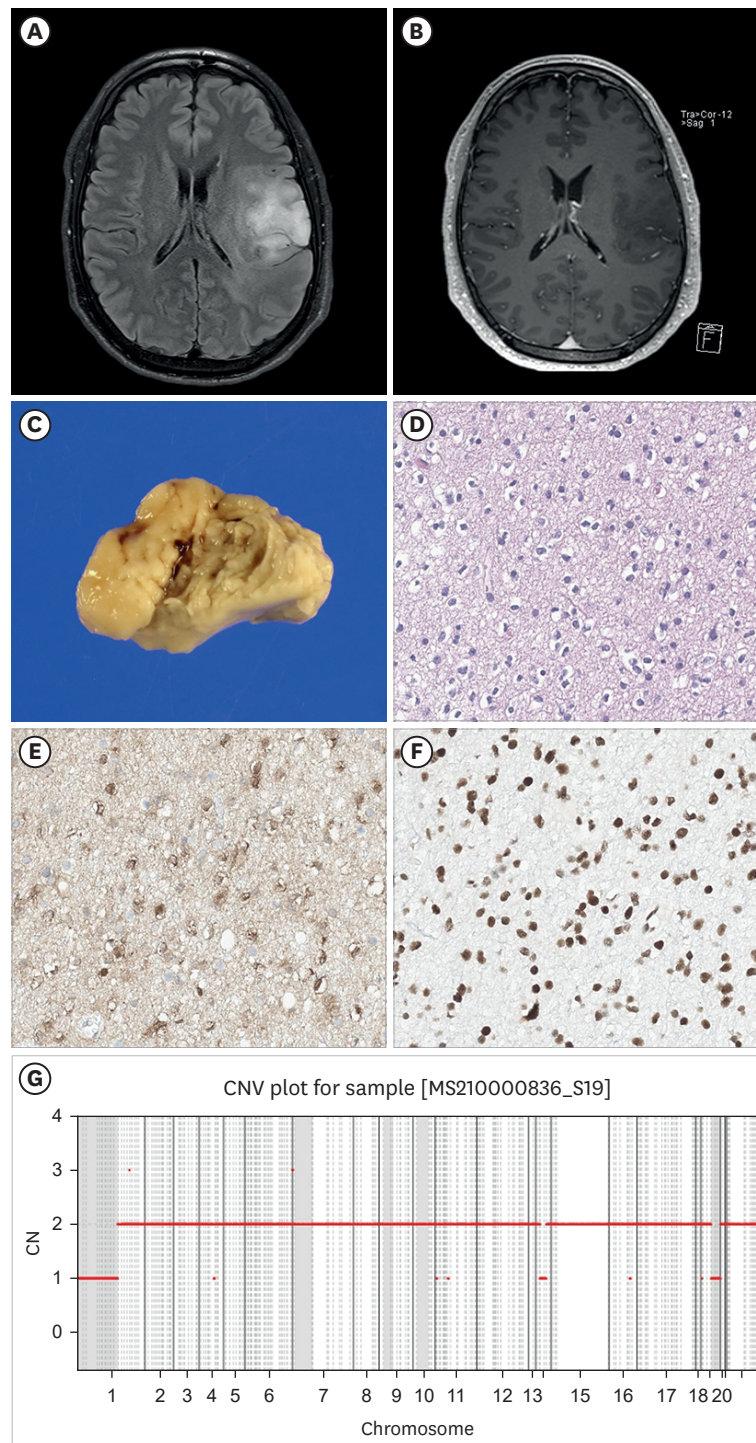 A
B
Tra>Cor-12
>Sag 1
F
C
D
E
F
G
CNV plot for sample [MS210000836_S19]
4
3
2
1
0
CN
1 2 3 4 5 6 7 8 9 10 11 12 13 15 16 17 18 20
Chromosome